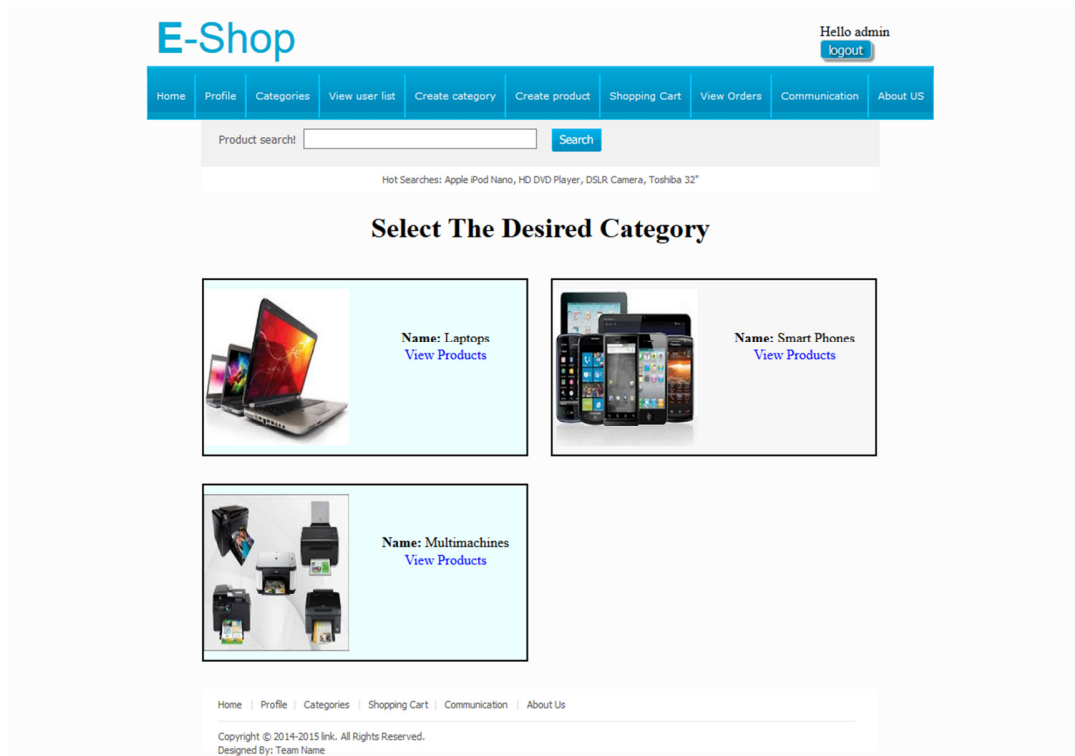 E-Shop
Hello admin
logout
Home Profile Categories View user list Create category Create product Shopping Cart View Orders Communication About US
Product search! Search
Hot Searches: Apple iPod Nano, HD DVD Player, DSLR Camera, Toshiba 32"
Select The Desired Category
Name: Laptops
View Products
Name: Smart Phones
View Products
Name: Multimachines
View Products
Home | Profile | Categories | Shopping Cart | Communication | About Us
Copyright © 2014-2015 link. All Rights Reserved.
Designed By: Team Name